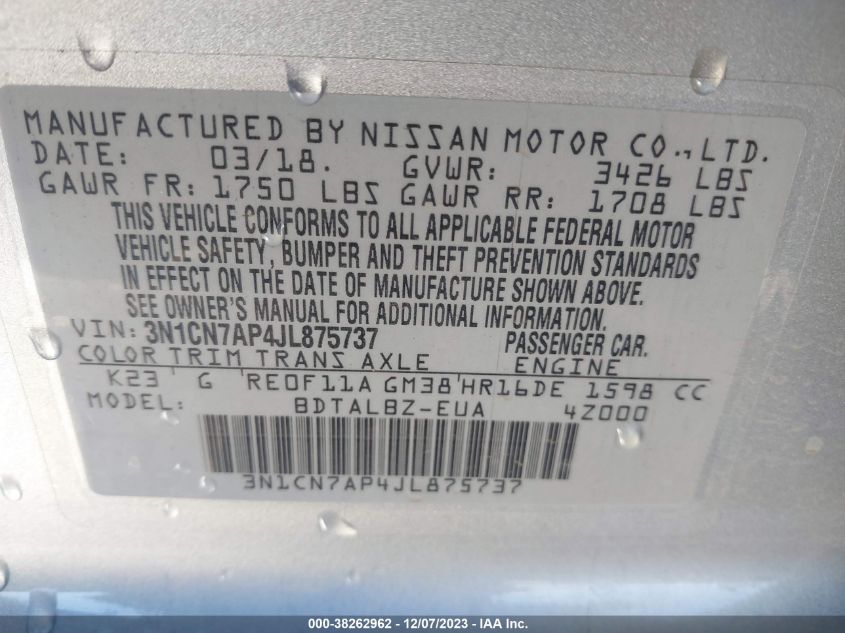 MANUFACTURED BY NISSAN MOTOR CO., LTD.
DATE: 03/18. GVWR: 3426 LBS
GAWR FR: 1750 LBS GAWR RR: 1708 LBS
THIS VEHICLE CONFORMS TO ALL APPLICABLE FEDERAL MOTOR
VEHICLE SAFETY, BUMPER AND THEFT PREVENTION STANDARDS
IN EFFECT ON THE DATE OF MANUFACTURE SHOWN ABOVE.
SEE OWNER'S MANUAL FOR ADDITIONAL INFORMATION.
VIN: 3N1CN7AP4JL875737 PASSENGER CAR.
COLOR TRIM TRANS AXLE ENGINE
K23 G RE0F11A GM38 HR16DE 1598 CC
MODEL: BDTALBZ-EUA 4Z000
3N1CN7AP4JL875737
000-38262962 - 12/07/2023 - IAA Inc.